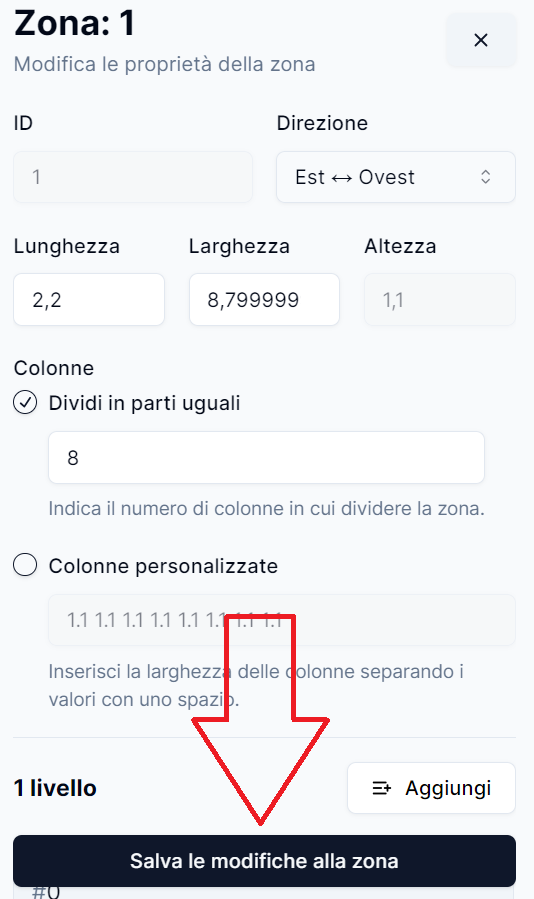 Zona: 1
Modifica le proprietà della zona
ID
Direzione
1
Est ↔ Ovest
Lunghezza
Larghezza
Altezza
2,2
8,799999
1,1
Colonne
Dividi in parti uguali
8
Indica il numero di colonne in cui dividere la zona.
Colonne personalizzate
1.1 1.1 1.1 1.1 1.1 1.1 1.1 1.1
Inserisci la larghezza delle colonne separando i
valori con uno spazio.
1 livello
Aggiungi
Salva le modifiche alla zona
#0